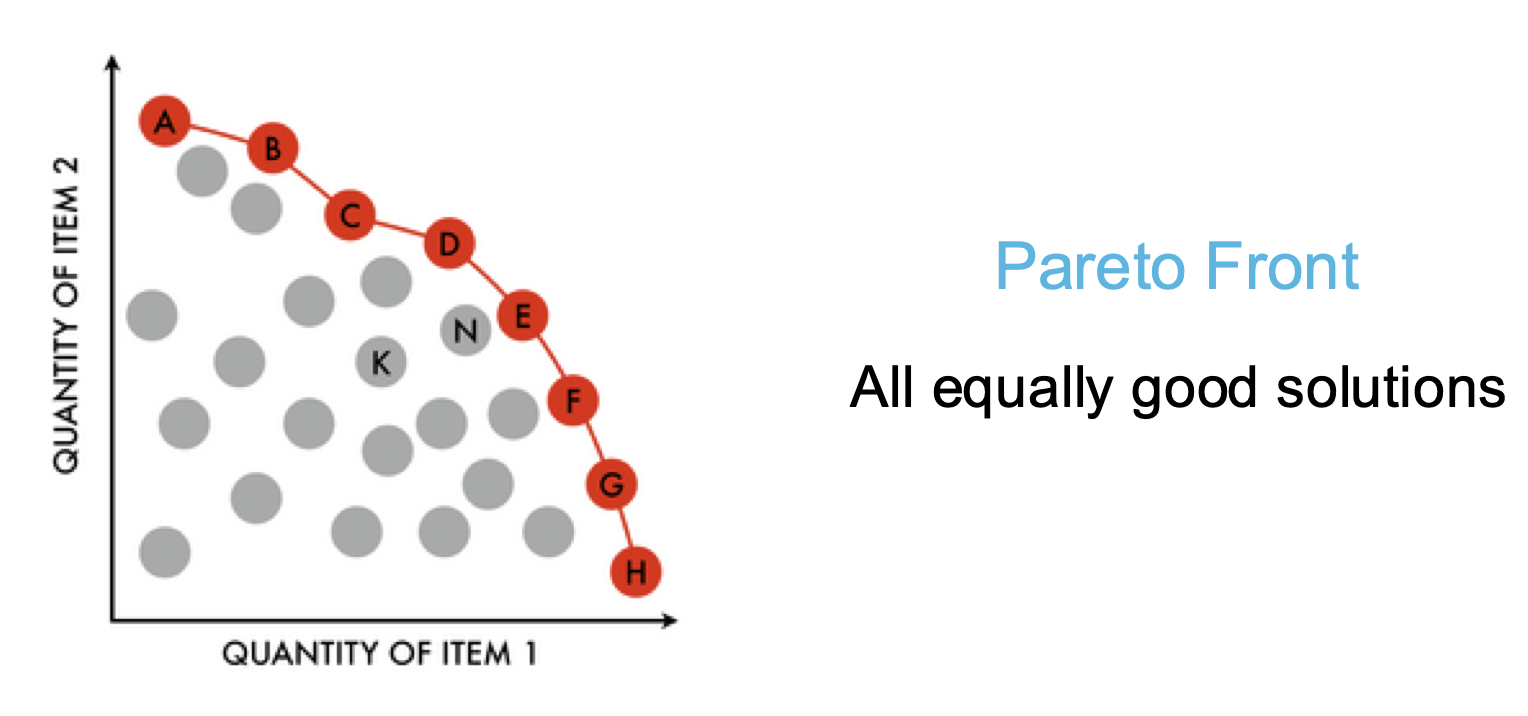 A
B
C
D
E
N
K
F
G
H
QUANTITY OF ITEM 2
QUANTITY OF ITEM 1
Pareto Front
All equally good solutions